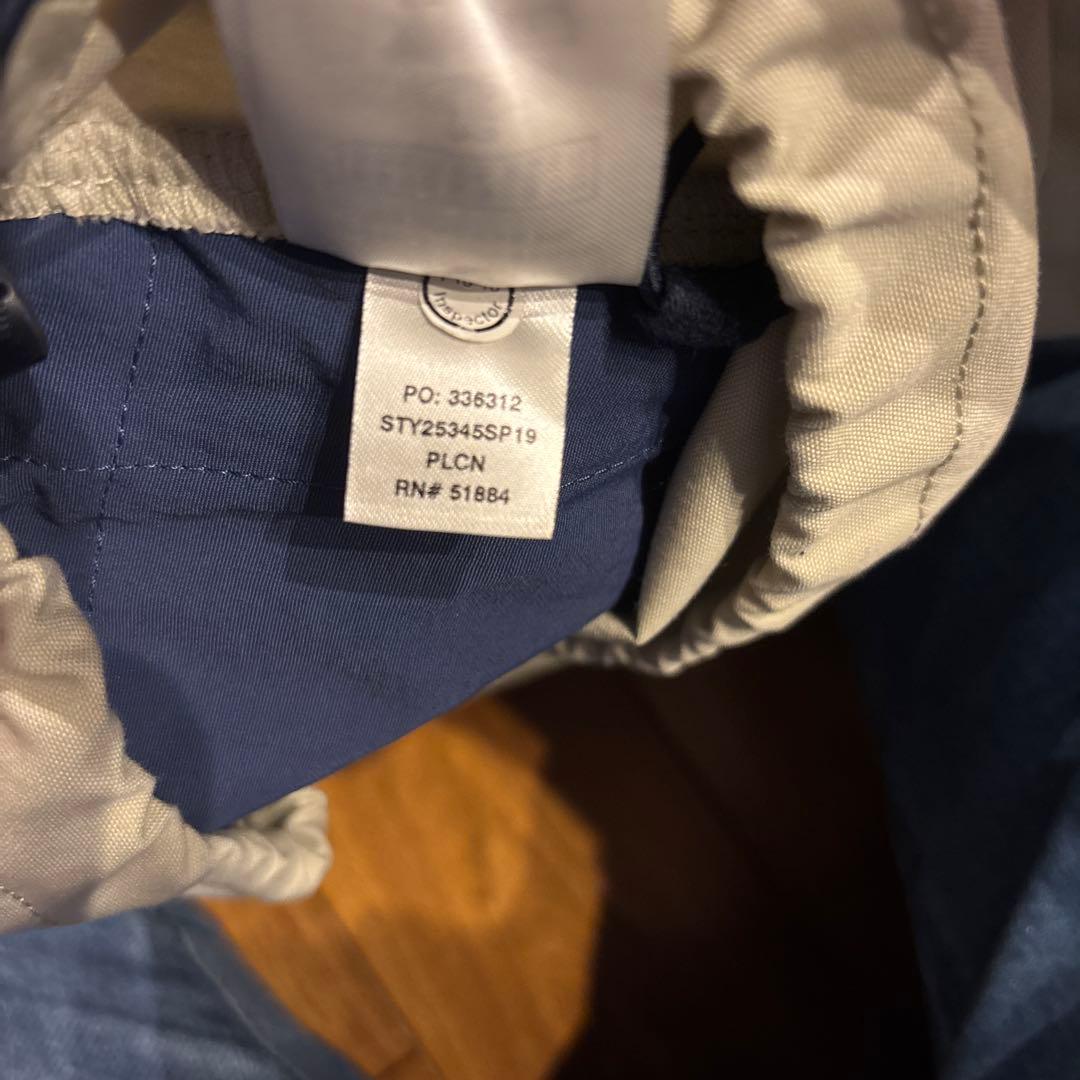 Inspector
PO: 336312
STY25345SP19
PLCN
RN# 51884